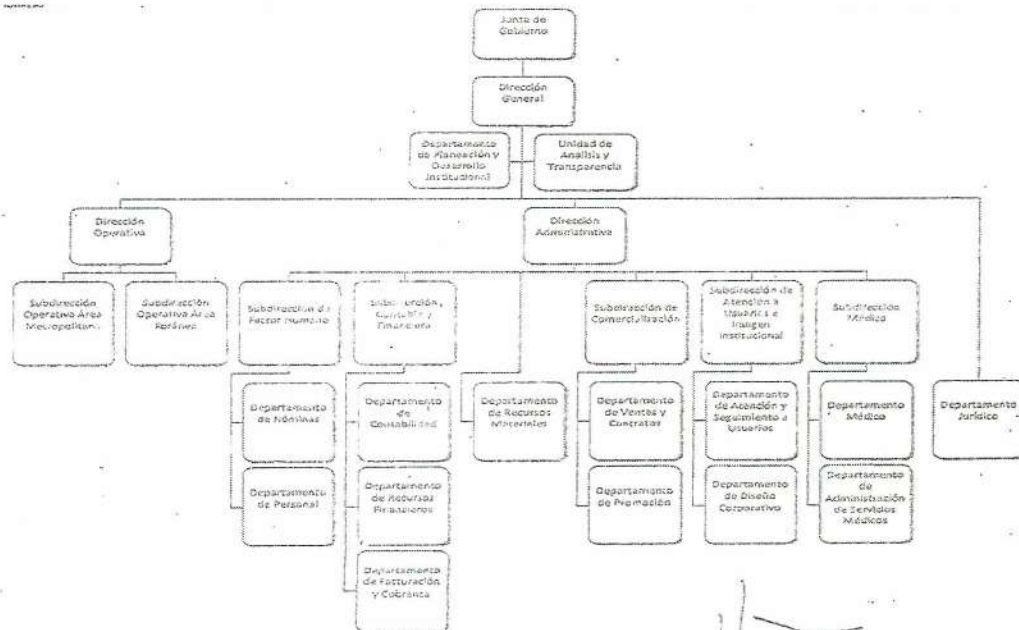 Junta de
Gobierno
Dirección
General
Departamento
de Planeación y
Desarrollo
Institucional
Unidad de
Analisis y
Transparencia
Dirección
Operativa
Dirección
Administrativa
Subdirección
Operativa Área
Metropolitana
Subdirección
Operativa Área
Foránea
Subdirección de
Factor Humano
Subdirección
Contable y
Financiera
Subdirección de
Comercialización
Subdirección de
Atención a
Usuarios e
Imagen
Institucional
Subdirección
Médica
Departamento
de Nóminas
Departamento
de
Contabilidad
Departamento
de Recursos
Materiales
Departamento
de Ventas y
Contratos
Departamento
de Atención y
Seguimiento a
Usuarios
Departamento
Médico
Departamento
Jurídico
Departamento
de Personal
Departamento
de Recursos
Financieros
Departamento
de Promoción
Departamento
de Diseño
Corporativo
Departamento
de
Administración
de Servicios
Médicos
Departamento
de Facturación
y Cobranza